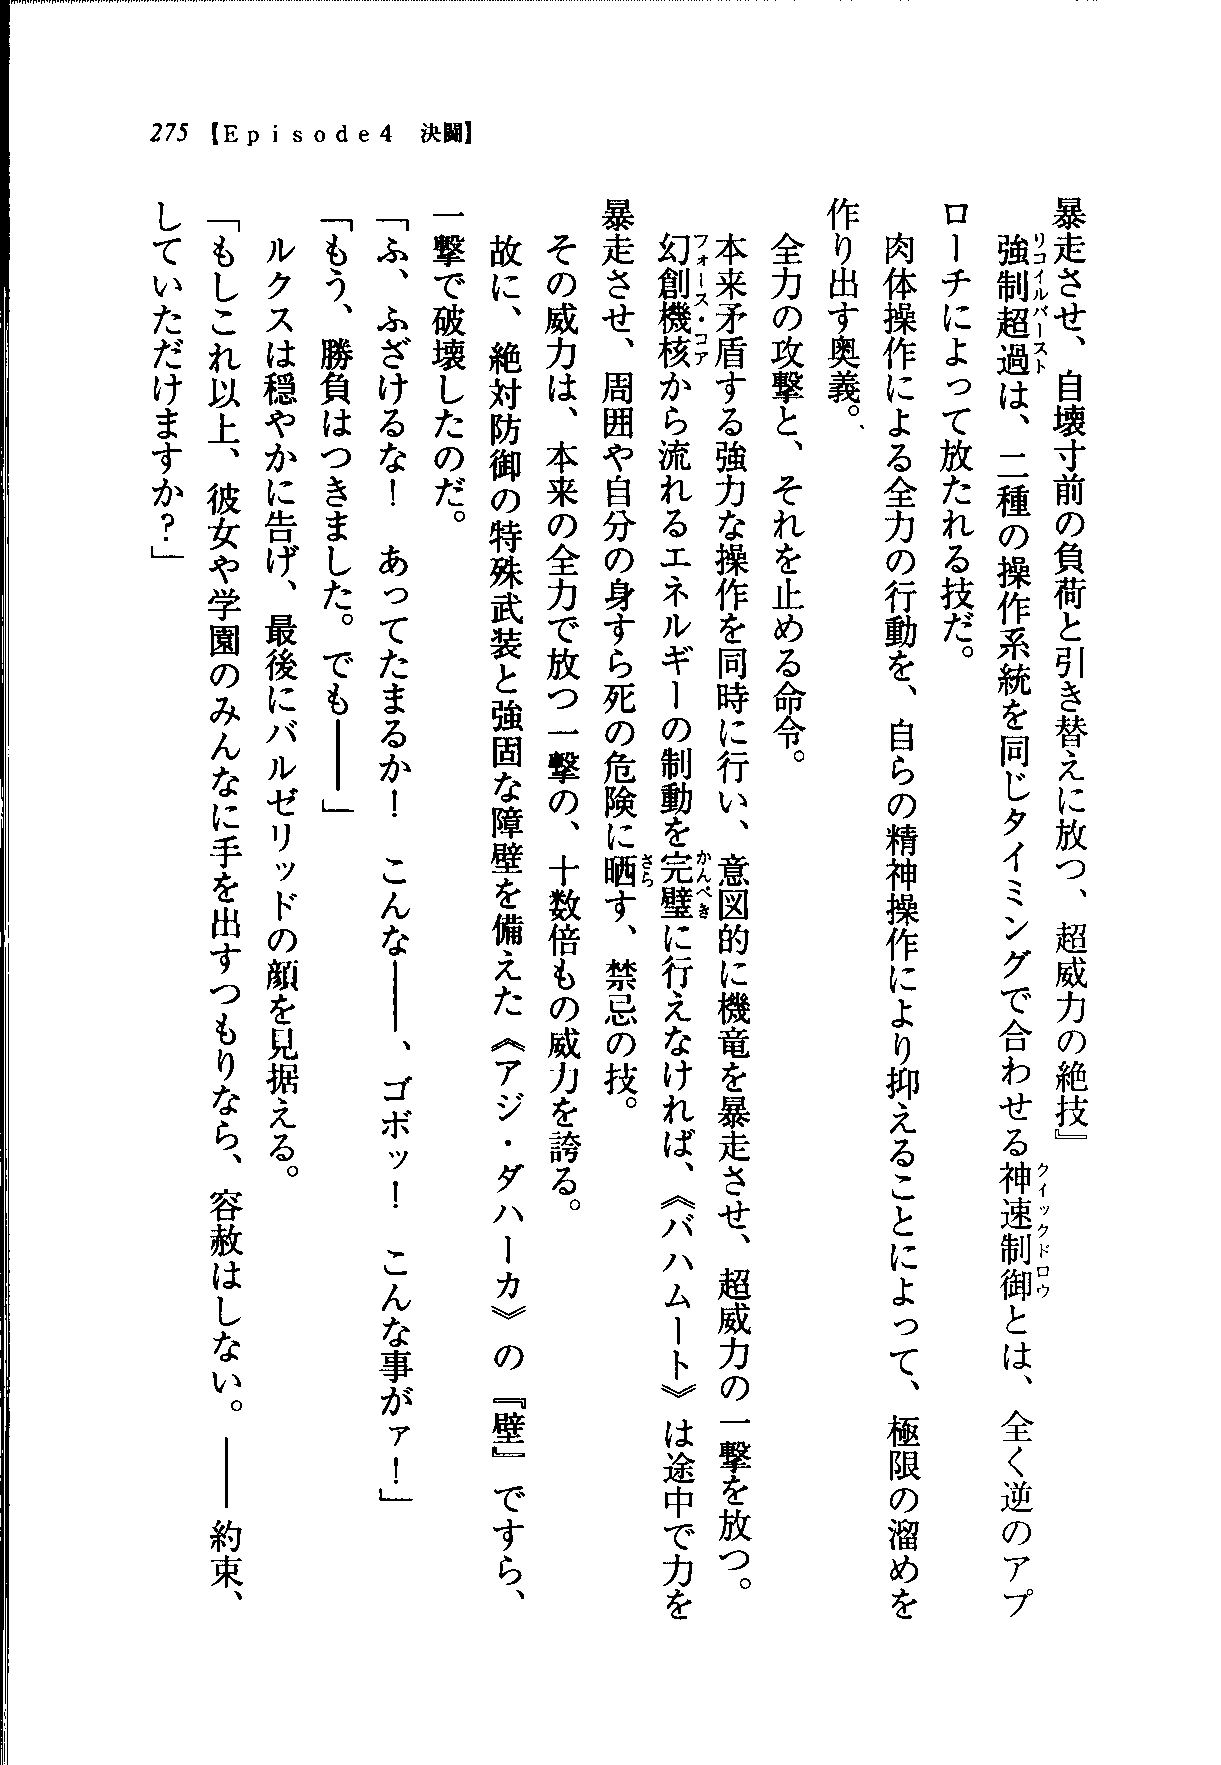 275 【Episode4　決闘】
暴走させ、自壊寸前の負荷と引き替えに放つ、超威力の絶技』
　強制超過は、二種の操作系統を同じタイミングで合わせる神速制御とは、全く逆のアプ
リコイルバースト
クイックドロウ
ローチによって放たれる技だ。
　肉体操作による全力の行動を、自らの精神操作により抑えることによって、極限の溜めを
作り出す奥義。
　全力の攻撃と、それを止める命令。
　本来矛盾する強力な操作を同時に行い、意図的に機竜を暴走させ、超威力の一撃を放つ。
　幻創機核から流れるエネルギーの制動を完璧に行えなければ、《バハムート》は途中で力を
フォース・コア
かんぺき
暴走させ、周囲や自分の身すら死の危険に晒す、禁忌の技。
さら
　その威力は、本来の全力で放つ一撃の、十数倍もの威力を誇る。
　故に、絶対防御の特殊武装と強固な障壁を備えた《アジ・ダハーカ》の『壁』ですら、
一撃で破壊したのだ。
「ふ、ふざけるな！　あってたまるか！　こんな――、ゴボッ！　こんな事がァ！」
「もう、勝負はつきました。でも――」
　ルクスは穏やかに告げ、最後にバルゼリッドの顔を見据える。
「もしこれ以上、彼女や学園のみんなに手を出すつもりなら、容赦はしない。――約束、
していただけますか？」